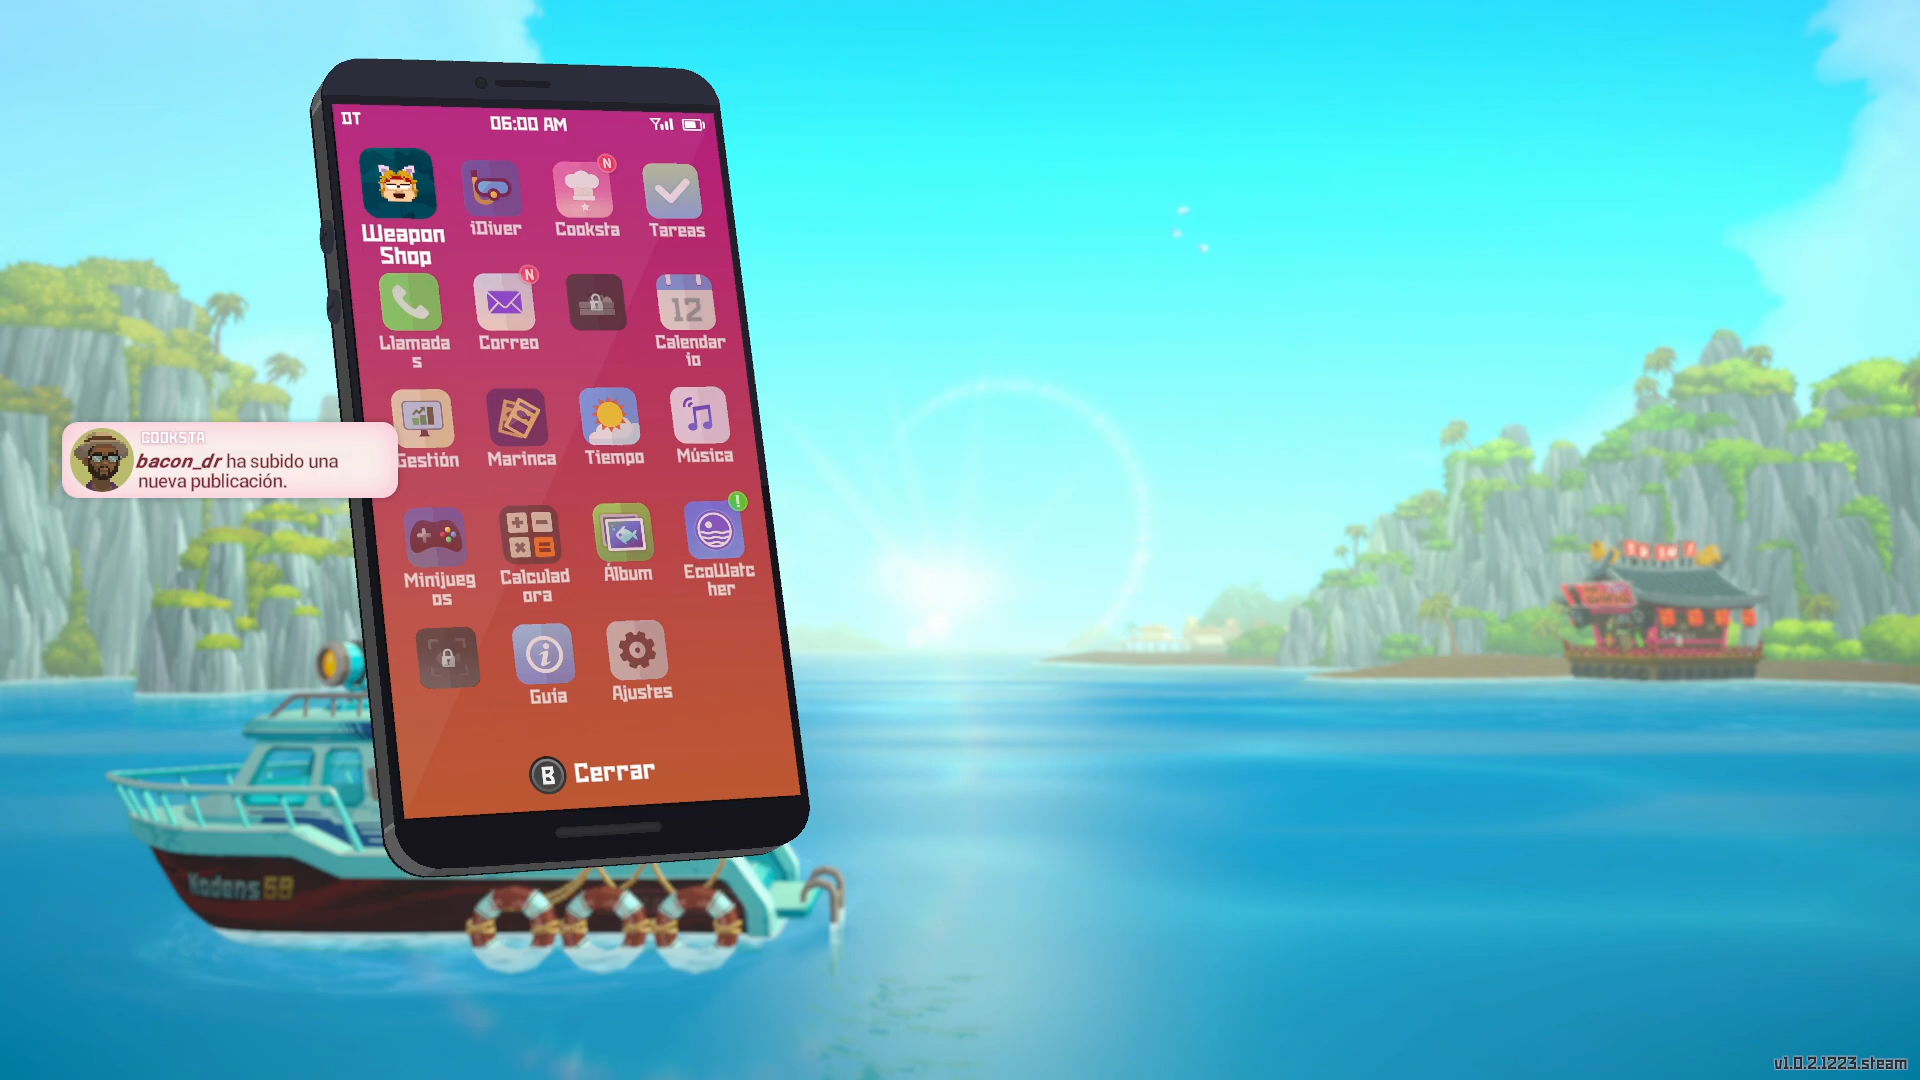 DT
06:00 AM
N
Weapon
Shop
iDiver
Cooksta
Tareas
N
12
Llamada
s
Correo
Calendar
io
COOKSTA
bacon_dr ha subido una
nueva publicación.
Gestión
Marinca
Tiempo
Música
!
Minijueg
os
Calculad
ora
Álbum
EcoWatc
her
i
Guía
Ajustes
B Cerrar
Kodens 59
v1.0.2.1223.steam